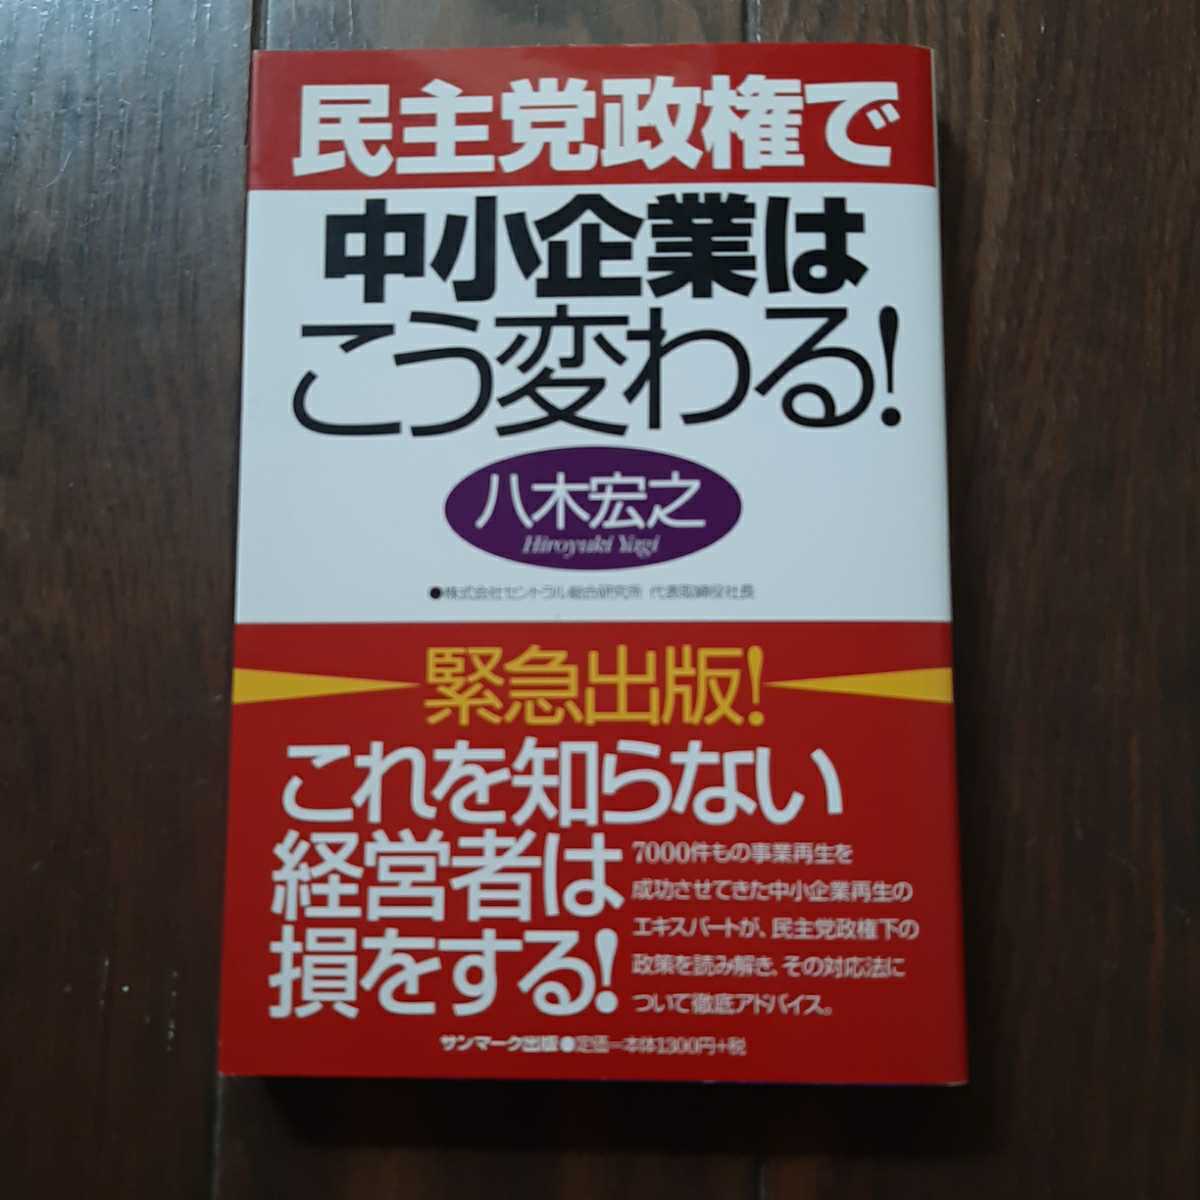 民主党政権で
中小企業は
こう変わる!
八木宏之
Hiroyuki Yagi
●株式会社セントラル総合研究所 代表取締役社長
緊急出版!
これを知らない
経営者は
損をする!
7000件もの事業再生を
成功させてきた中小企業再生の
エキスパートが、民主党政権下の
政策を読み解き、その対応法に
ついて徹底アドバイス。
サンマーク出版●定価=本体1300円+税